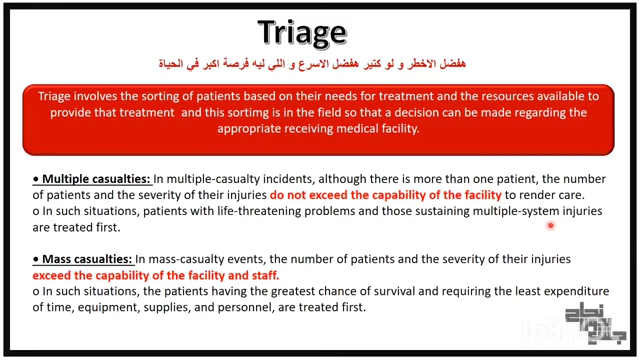 Triage
هفضل الاخطر و لو كتير هفضل الاسرع و اللي ليه فرصة اكبر في الحياة
Triage involves the sorting of patients based on their needs for treatment and the resources available to
provide that treatment and this sortimg is in the field so that a decision can be made regarding the
appropriate receiving medical facility.
• Multiple casualties: In multiple-casualty incidents, although there is more than one patient, the number
of patients and the severity of their injuries do not exceed the capability of the facility to render care.
o In such situations, patients with life-threatening problems and those sustaining multiple-system injuries
are treated first.
• Mass casualties: In mass-casualty events, the number of patients and the severity of their injuries
exceed the capability of the facility and staff.
o In such situations, the patients having the greatest chance of survival and requiring the least expenditure
of time, equipment, supplies, and personnel, are treated first.